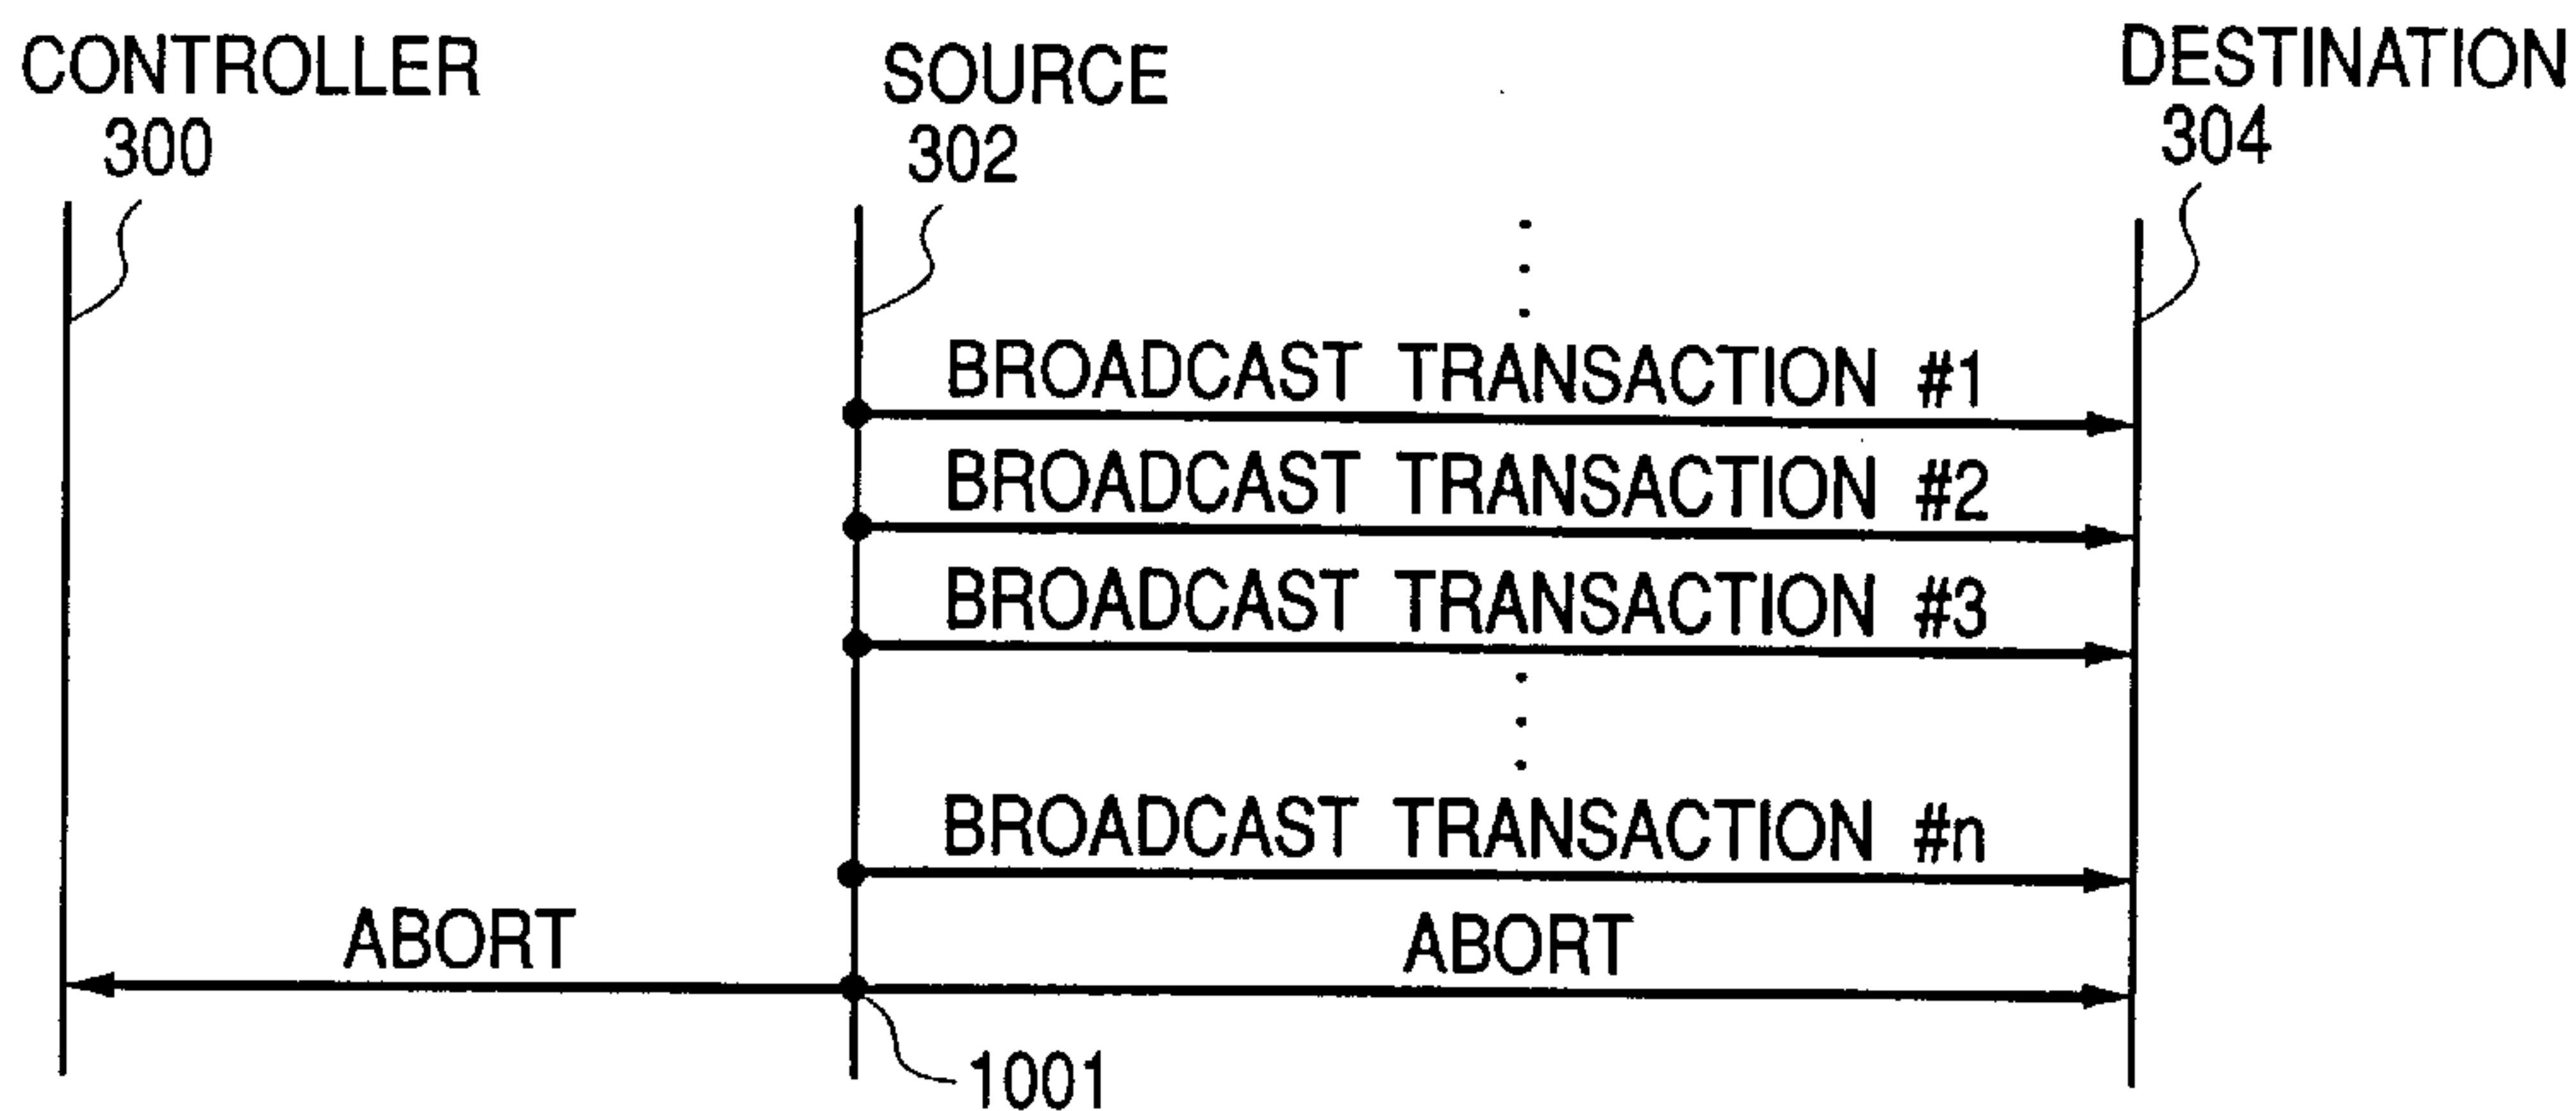 CONTROLLER
300
SOURCE
302
DESTINATION
304
BROADCAST TRANSACTION #1
BROADCAST TRANSACTION #2
BROADCAST TRANSACTION #3
BROADCAST TRANSACTION #n
ABORT
ABORT
1001